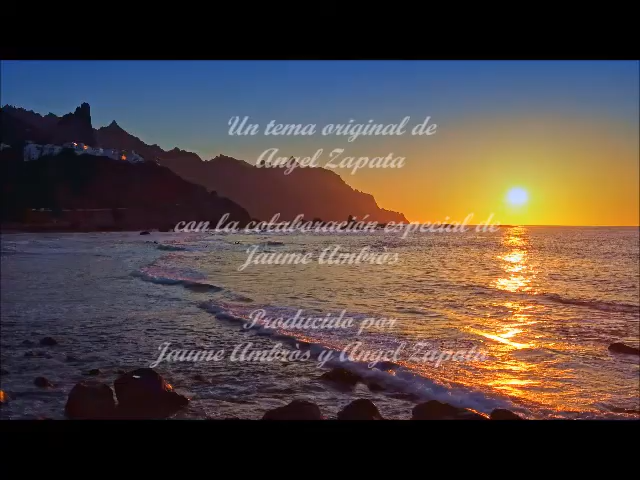 Un tema original de
Angel Zapata
con la colaboración especial de
Jaume Ambros
Producido por
Jaume Ambros y Angel Zapata